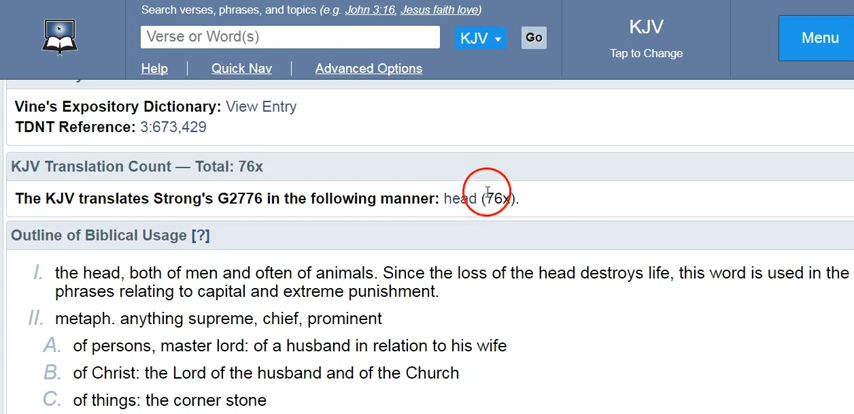 Search verses, phrases, and topics (e.g. John 3:16, Jesus faith love)
Verse or Word(s)
KJV
Go
KJV
Tap to Change
Menu
Help
Quick Nav
Advanced Options
Vine's Expository Dictionary: View Entry
TDNT Reference: 3:673,429
KJV Translation Count — Total: 76x
The KJV translates Strong's G2776 in the following manner: head (76x).
Outline of Biblical Usage [?]
I. the head, both of men and often of animals. Since the loss of the head destroys life, this word is used in the
phrases relating to capital and extreme punishment.
II. metaph. anything supreme, chief, prominent
A. of persons, master lord: of a husband in relation to his wife
B. of Christ: the Lord of the husband and of the Church
C. of things: the corner stone